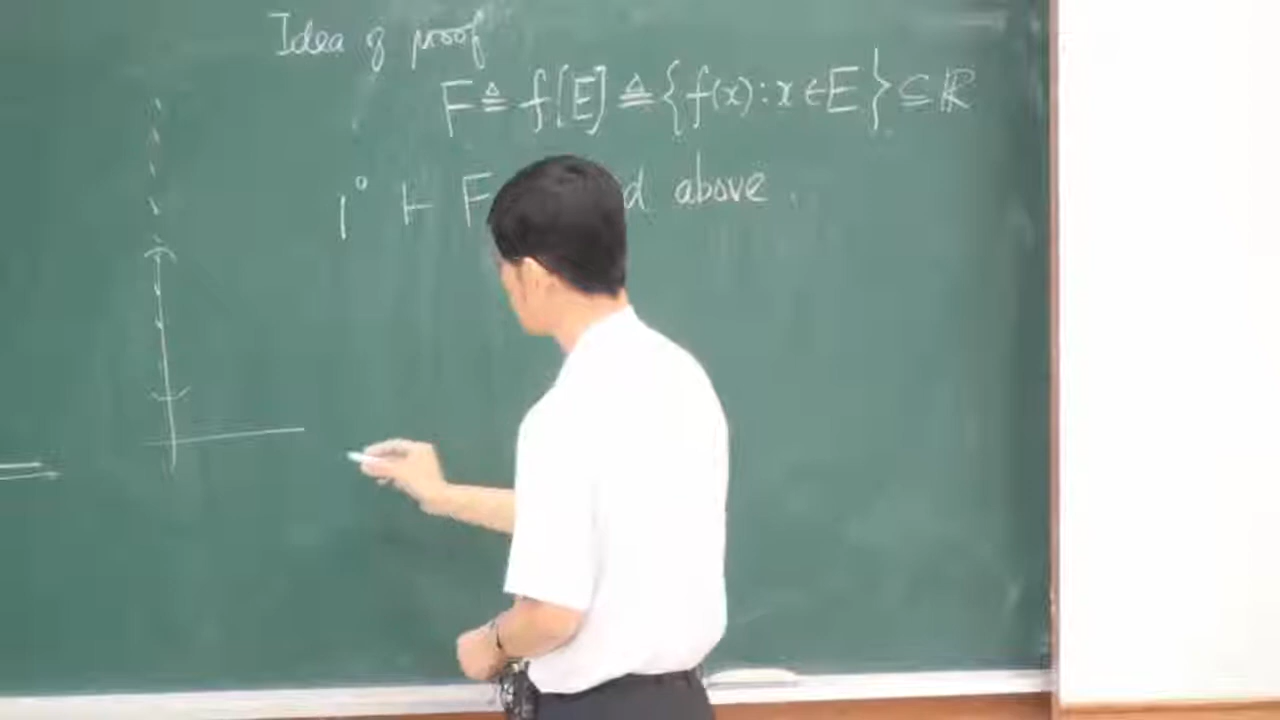 Idea of proof
F ≜ f[E] ≜ {f(x) : x ∈ E} ⊆ ℝ
1° ⊢ F d above.